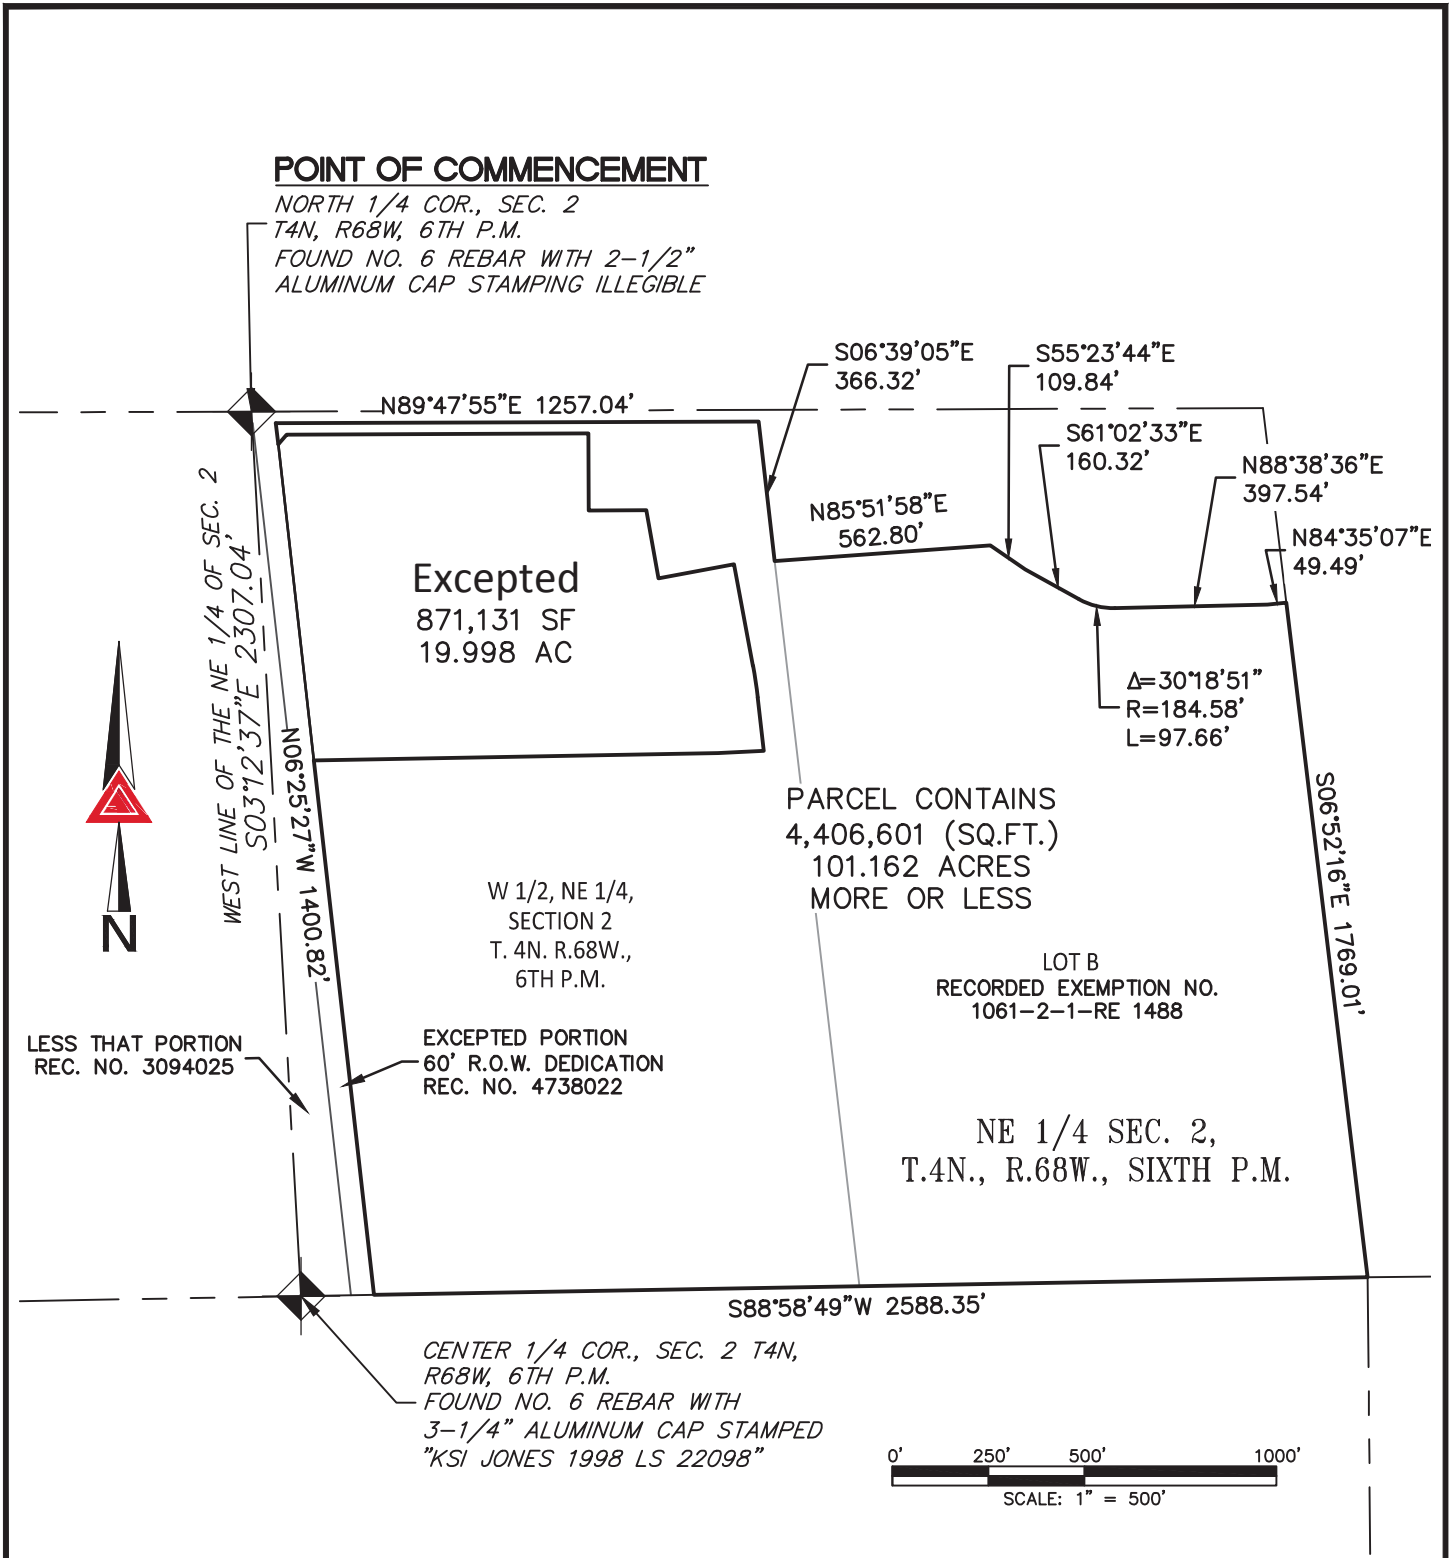 POINT OF COMMENCEMENT
NORTH 1/4 COR., SEC. 2
T4N, R68W, 6TH P.M.
FOUND NO. 6 REBAR WITH 2-1/2"
ALUMINUM CAP STAMPING ILLEGIBLE
S06°39'05"E
366.32'
S55°23'44"E
109.84'
N89°47'55"E 1257.04'
S61°02'33"E
160.32'
N88°38'36"E
397.54'
N85°51'58"E
562.80'
N84°35'07"E
49.49'
WEST LINE OF THE NE 1/4 OF SEC. 2
S03°12'37"E 2307.04'
Excepted
871,131 SF
19.998 AC
Δ=30°18'51"
R=184.58'
L=97.66'
N06°25'27"W 1400.82'
S06°52'16"E 1769.01'
PARCEL CONTAINS
4,406,601 (SQ.FT.)
101.162 ACRES
MORE OR LESS
N
W 1/2, NE 1/4,
SECTION 2
T. 4N. R.68W.,
6TH P.M.
LOT B
RECORDED EXEMPTION NO.
1061-2-1-RE 1488
LESS THAT PORTION
REC. NO. 3094025
EXCEPTED PORTION
60' R.O.W. DEDICATION
REC. NO. 4738022
NE 1/4 SEC. 2,
T.4N., R.68W., SIXTH P.M.
S88°58'49"W 2588.35'
CENTER 1/4 COR., SEC. 2 T4N,
R68W, 6TH P.M.
FOUND NO. 6 REBAR WITH
3-1/4" ALUMINUM CAP STAMPED
"KSI JONES 1998 LS 22098"
0' 250' 500' 1000'
SCALE: 1" = 500'